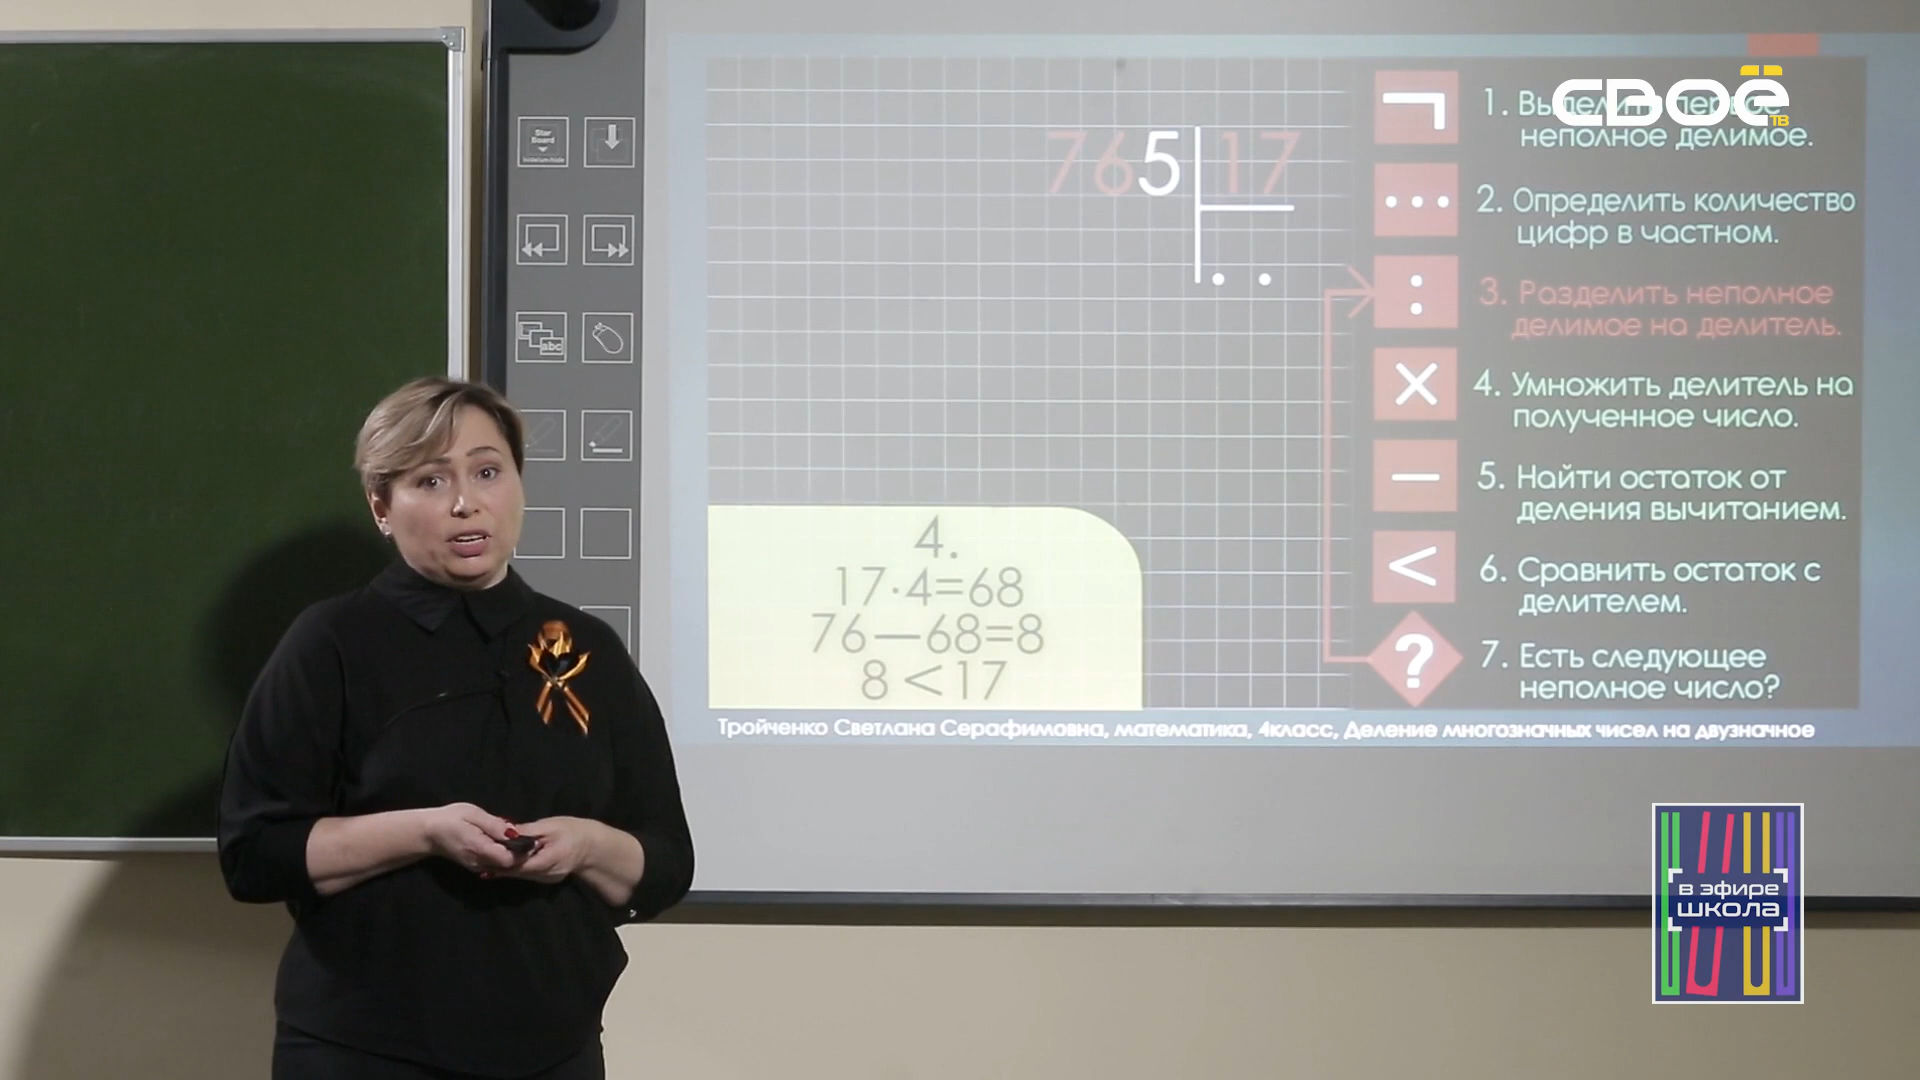 СВОЁ
ТВ
Star
Board
abc
765 17
1. Выделить первое
неполное делимое.
2. Определить количество
цифр в частном.
:
3. Разделить неполное
делимое на делитель.
×
4. Умножить делитель на
полученное число.
—
5. Найти остаток от
деления вычитанием.
<
6. Сравнить остаток с
делителем.
?
7. Есть следующее
неполное число?
4.
17·4=68
76—68=8
8<17
Тройченко Светлана Серафимовна, математика, 4класс, Деление многозначных чисел на двузначное
В ЭФИРЕ
ШКОЛА